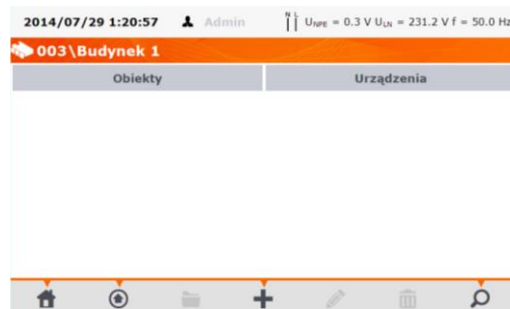 2014/07/29 1:20:57 Admin N L UNPE = 0.3 V ULN = 231.2 V f = 50.0 Hz
003\Budynek 1
Obiekty Urządzenia